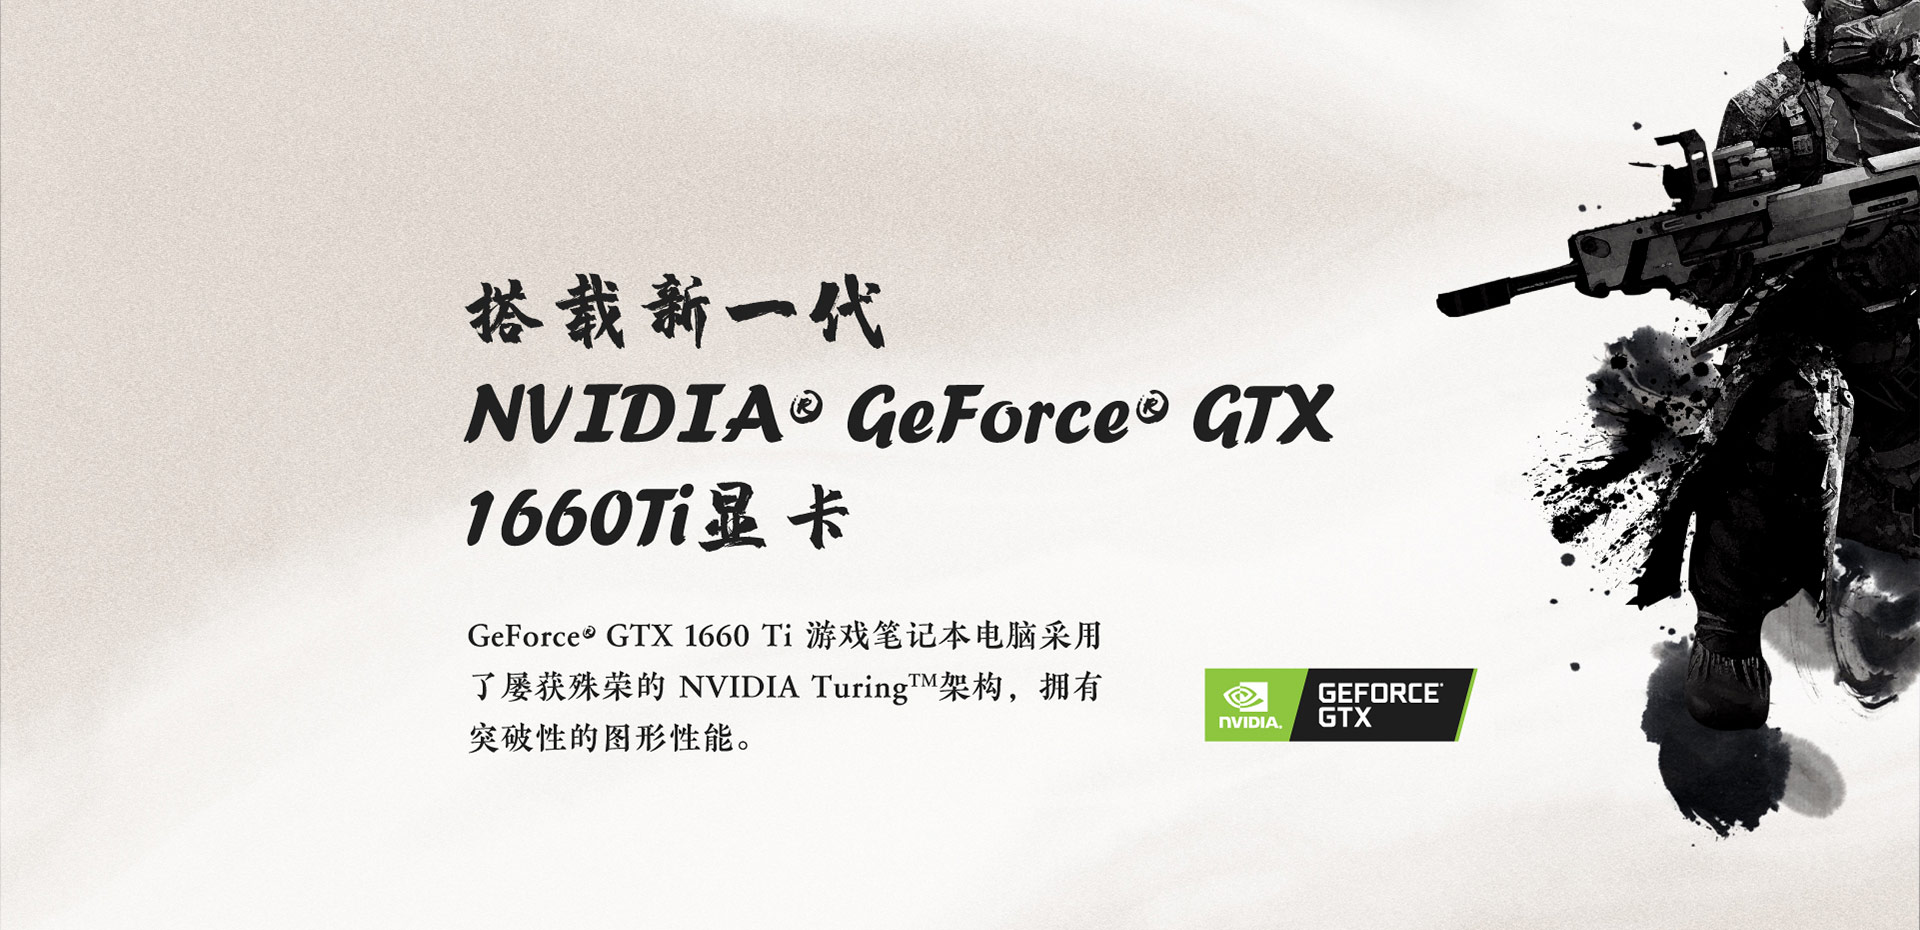 搭载新一代
NVIDIA® GeForce® GTX
1660Ti显卡
GeForce® GTX 1660 Ti 游戏笔记本电脑采用
了屡获殊荣的 NVIDIA Turing™架构，拥有
突破性的图形性能。
NVIDIA.
GEFORCE®
GTX